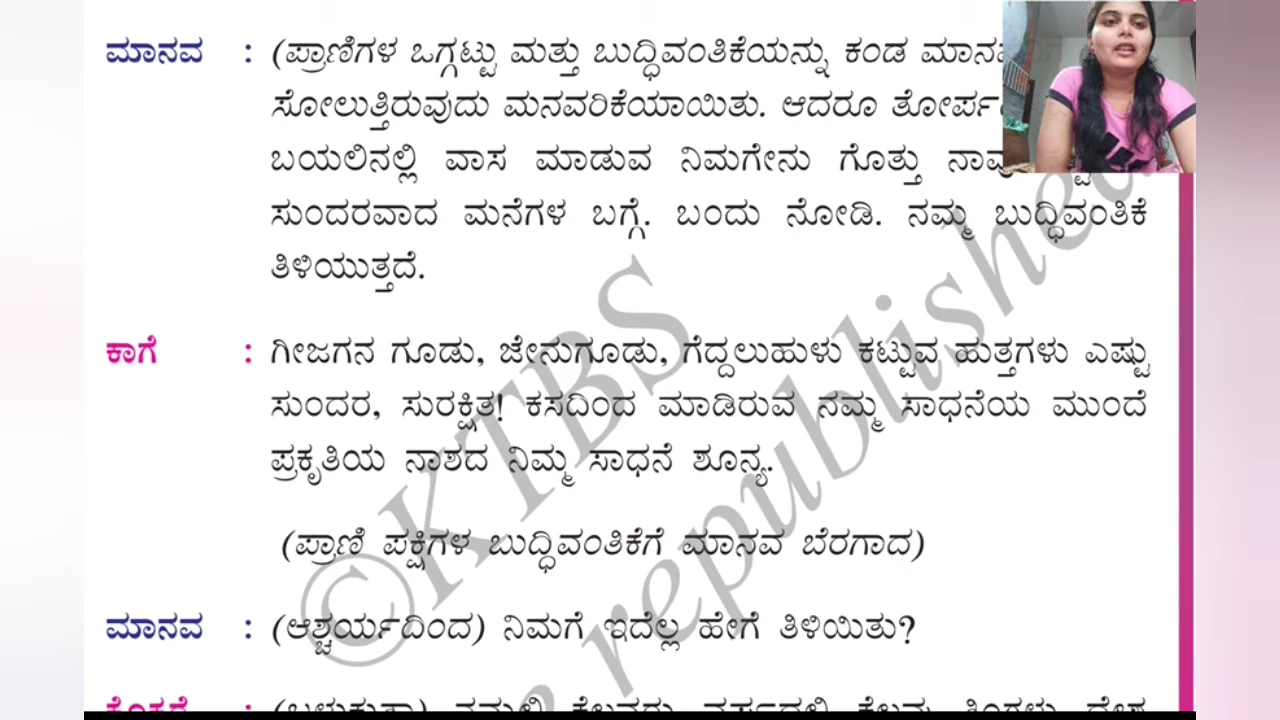 ಮಾನವ : (ಪ್ರಾಣಿಗಳ ಒಗ್ಗಟ್ಟು ಮತ್ತು ಬುದ್ಧಿವಂತಿಕೆಯನ್ನು ಕಂಡ
ಸೋಲುತ್ತಿರುವುದು ಮನವರಿಕೆಯಾಯಿತು. ಆದರೂ
ಬಯಲಿನಲ್ಲಿ ವಾಸ ಮಾಡುವ ನಿಮಗೇನು ಗೊತ್ತು
ಸುಂದರವಾದ ಮನೆಗಳ ಬಗ್ಗೆ. ಬಂದು ನೋಡಿ. ನಮ್ಮ ಬುದ್ಧಿವಂತಿಕೆ
ತಿಳಿಯುತ್ತದೆ.
ಕಾಗೆ : ಗೀಜಗನ ಗೂಡು, ಜೇನುಗೂಡು, ಗೆದ್ದಲುಹುಳು ಕಟ್ಟುವ ಹುತ್ತಗಳು ಎಷ್ಟು
ಸುಂದರ, ಸುರಕ್ಷಿತ! ಕಸದಿಂದ ಮಾಡಿರುವ ನಮ್ಮ ಸಾಧನೆಯ ಮುಂದೆ
ಪ್ರಕೃತಿಯ ನಾಶದ ನಿಮ್ಮ ಸಾಧನೆ ಶೂನ್ಯ.
(ಪ್ರಾಣಿ ಪಕ್ಷಿಗಳ ಬುದ್ಧಿವಂತಿಕೆಗೆ ಮಾನವ ಬೆರಗಾದ)
ಮಾನವ : (ಆಶ್ಚರ್ಯದಿಂದ) ನಿಮಗೆ ಇದೆಲ್ಲ ಹೇಗೆ ತಿಳಿಯಿತು?
©KTBS
republished